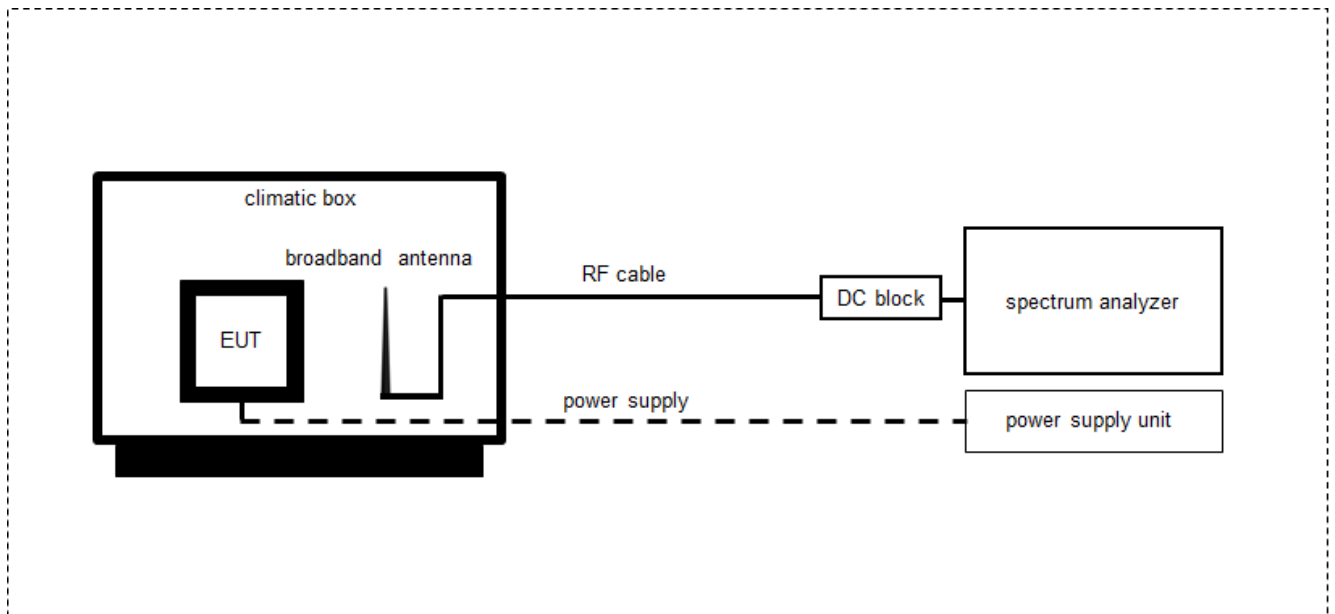 climatic box
broadband antenna
EUT
RF cable
DC block
spectrum analyzer
power supply
power supply unit